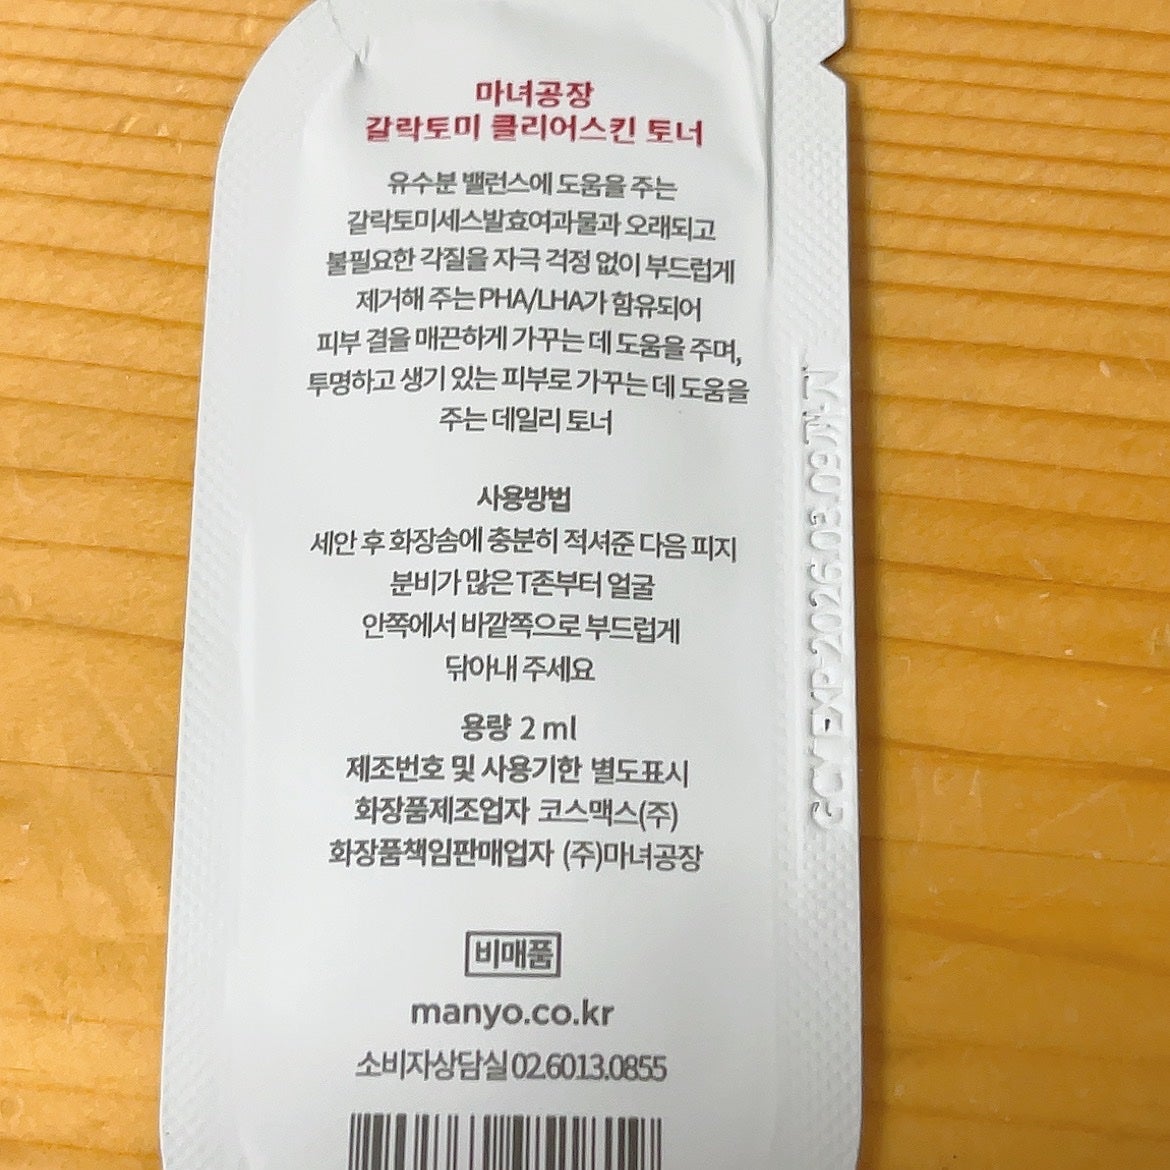 마녀공장
갈락토미 클리어스킨 토너
유수분 밸런스에 도움을 주는
갈락토미세스발효여과물과 오래되고
불필요한 각질을 자극 걱정 없이 부드럽게
제거해 주는 PHA/LHA가 함유되어
피부 결을 매끈하게 가꾸는 데 도움을 주며,
투명하고 생기 있는 피부로 가꾸는 데 도움을
주는 데일리 토너
사용방법
세안 후 화장솜에 충분히 적셔준 다음 피지
분비가 많은 T존부터 얼굴
안쪽에서 바깥쪽으로 부드럽게
닦아내 주세요
용량 2 ml
제조번호 및 사용기한 별도표시
화장품제조업자 코스맥스(주)
화장품책임판매업자 (주)마녀공장
비매품
manyo.co.kr
소비자상담실 02.6013.0855
EXP-2026.03.09